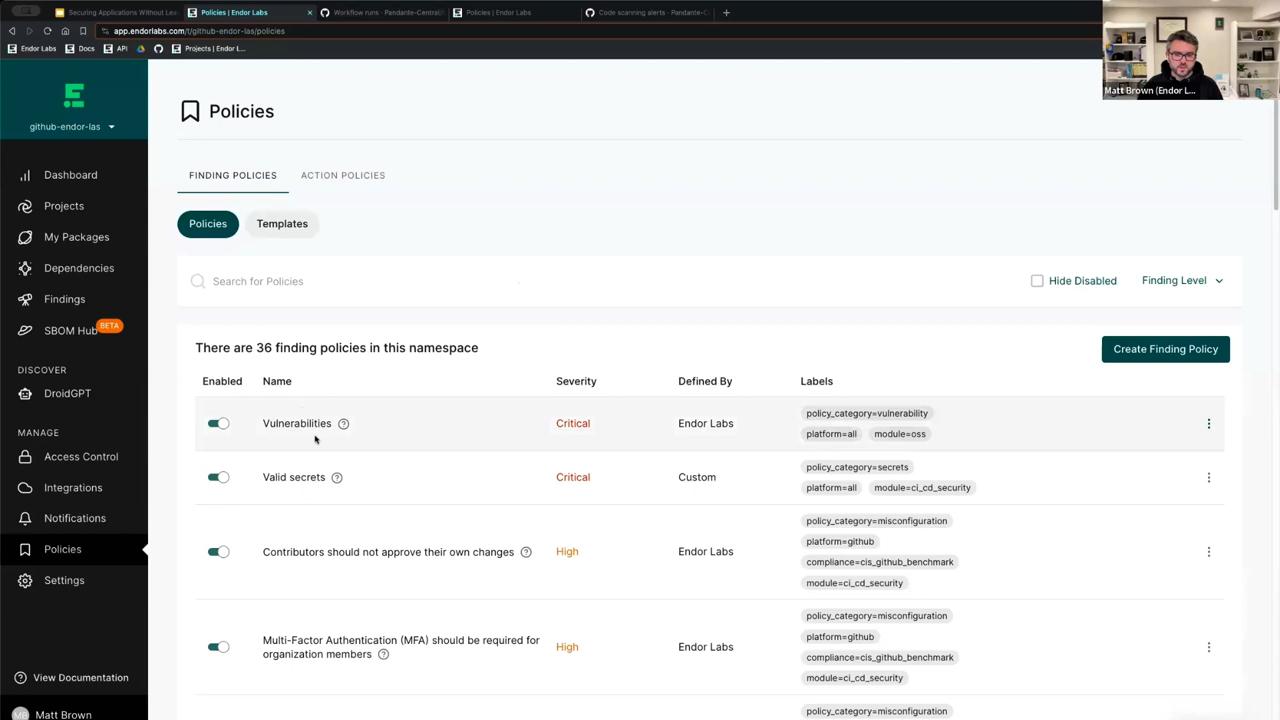 Securing Applications Without Lea
Policies | Endor Labs
Workflow runs · Pandante-Central
Policies | Endor Labs
Code scanning alerts · Pandante-C
app.endorlabs.com/t/github-endor-las/policies
Endor Labs
Docs
API
Projects | Endor L...
Matt Brown (Endor L...
github-endor-las
Dashboard
Projects
My Packages
Dependencies
Findings
SBOM Hub
BETA
DISCOVER
DroidGPT
MANAGE
Access Control
Integrations
Notifications
Policies
Settings
View Documentation
MB
Matt Brown
Policies
FINDING POLICIES
ACTION POLICIES
Policies
Templates
Search for Policies
Hide Disabled
Finding Level
There are 36 finding policies in this namespace
Create Finding Policy
Enabled
Name
Severity
Defined By
Labels
Vulnerabilities
Critical
Endor Labs
policy_category=vulnerability
platform=all
module=oss
Valid secrets
Critical
Custom
policy_category=secrets
platform=all
module=ci_cd_security
Contributors should not approve their own changes
High
Endor Labs
policy_category=misconfiguration
platform=github
compliance=cis_github_benchmark
module=ci_cd_security
Multi-Factor Authentication (MFA) should be required for
organization members
High
Endor Labs
policy_category=misconfiguration
platform=github
compliance=cis_github_benchmark
module=ci_cd_security
policy_category=misconfiguration